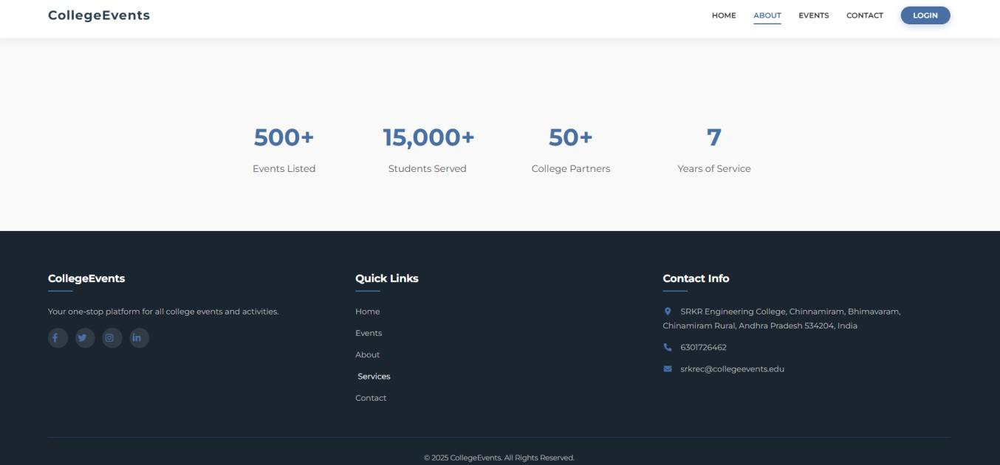 CollegeEvents
HOME ABOUT EVENTS CONTACT LOGIN
500+ 15,000+ 50+ 7
Events Listed Students Served College Partners Years of Service
CollegeEvents
Your one-stop platform for all college events and activities.
Quick Links
Home
Events
About
Services
Contact
Contact Info
SRKR Engineering College, Chinnamiram, Bhimavaram,
Chinamiram Rural, Andhra Pradesh 534204, India
6301726462
srkrec@collegeevents.edu
© 2025 CollegeEvents. All Rights Reserved.